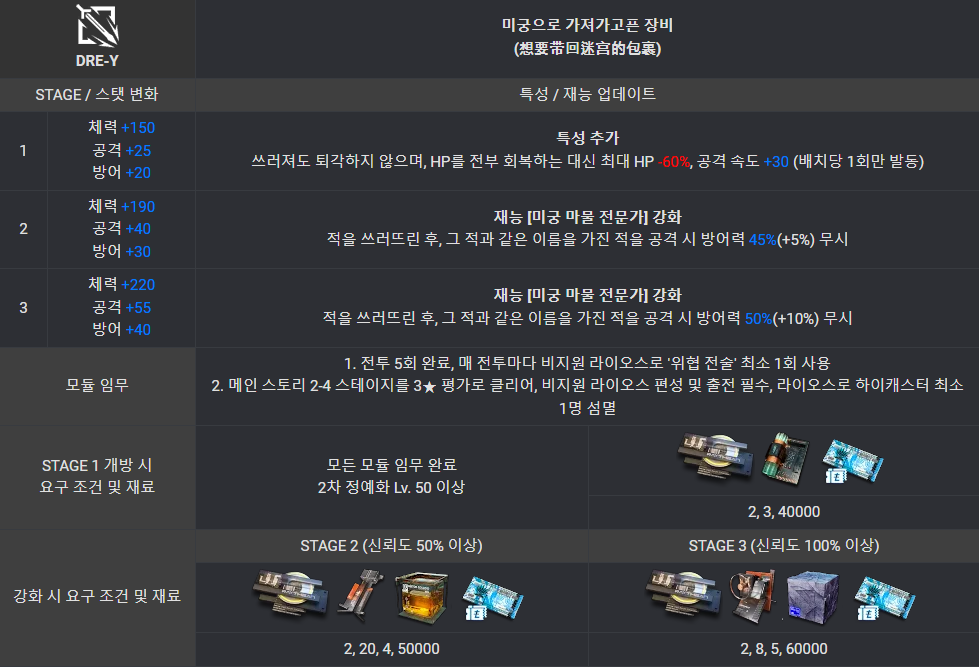 DRE-Y
미궁으로 가져가고픈 장비
(想要带回迷宫的包裹)
STAGE / 스탯 변화
특성 / 재능 업데이트
1
체력 +150
공격 +25
방어 +20
특성 추가
쓰러져도 퇴각하지 않으며, HP를 전부 회복하는 대신 최대 HP -60%, 공격 속도 +30 (배치당 1회만 발동)
2
체력 +190
공격 +40
방어 +30
재능 [미궁 마물 전문가] 강화
적을 쓰러뜨린 후, 그 적과 같은 이름을 가진 적을 공격 시 방어력 45%(+5%) 무시
3
체력 +220
공격 +55
방어 +40
재능 [미궁 마물 전문가] 강화
적을 쓰러뜨린 후, 그 적과 같은 이름을 가진 적을 공격 시 방어력 50%(+10%) 무시
모듈 임무
1. 전투 5회 완료, 매 전투마다 비지원 라이오스로 '위협 전술' 최소 1회 사용
2. 메인 스토리 2-4 스테이지를 3★ 평가로 클리어, 비지원 라이오스 편성 및 출전 필수, 라이오스로 하이캐스터 최소
1명 섬멸
STAGE 1 개방 시
요구 조건 및 재료
모든 모듈 임무 완료
2차 정예화 Lv. 50 이상
2, 3, 40000
강화 시 요구 조건 및 재료
STAGE 2 (신뢰도 50% 이상)
STAGE 3 (신뢰도 100% 이상)
2, 20, 4, 50000
2, 8, 5, 60000